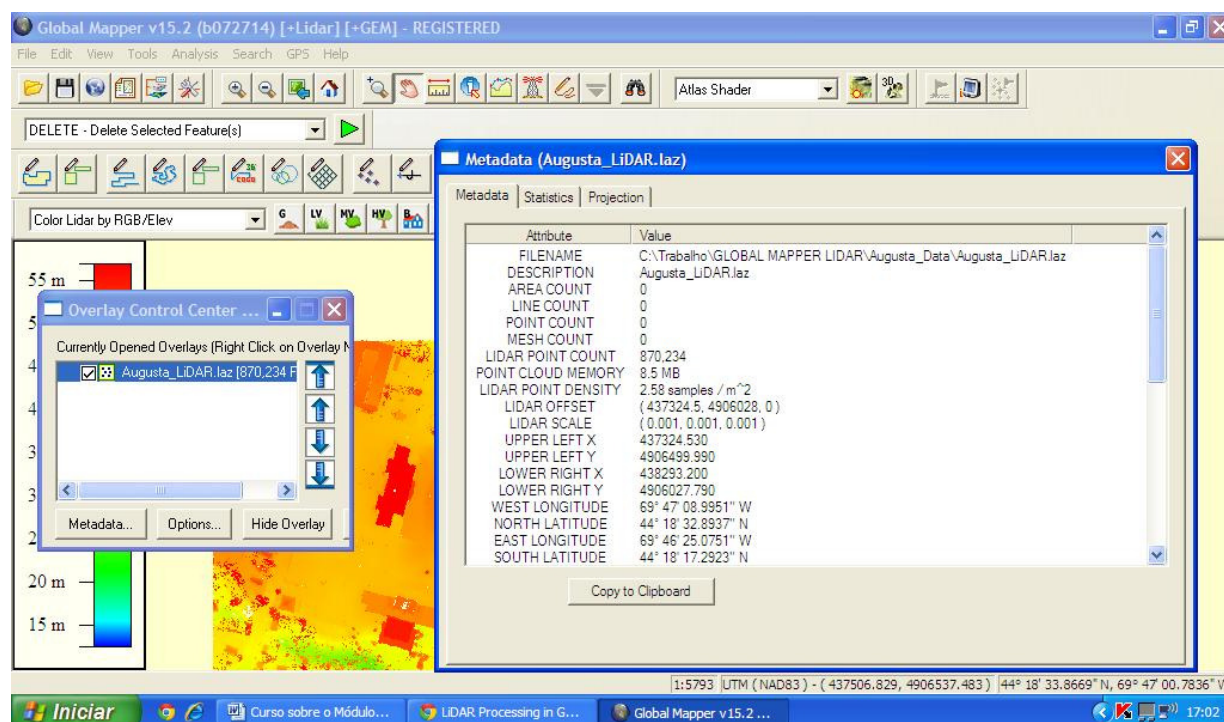 Global Mapper v15.2 (b072714) [+Lidar] [+GEM] - REGISTERED
File Edit View Tools Analysis Search GPS Help
Atlas Shader
DELETE - Delete Selected Feature(s)
Color Lidar by RGB/Elev
55 m
20 m
15 m
Overlay Control Center ...
Currently Opened Overlays (Right Click on Overlay N
Augusta_LiDAR.laz [870,234 P
Metadata... Options... Hide Overlay
Metadata (Augusta_LiDAR.laz)
Metadata Statistics Projection
Attribute Value
FILENAME C:\Trabalho\GLOBAL MAPPER LIDAR\Augusta_Data\Augusta_LiDAR.laz
DESCRIPTION Augusta_LiDAR.laz
AREA COUNT 0
LINE COUNT 0
POINT COUNT 0
MESH COUNT 0
LIDAR POINT COUNT 870,234
POINT CLOUD MEMORY 8.5 MB
LIDAR POINT DENSITY 2.58 samples / m^2
LIDAR OFFSET ( 437324.5, 4906028, 0 )
LIDAR SCALE ( 0.001, 0.001, 0.001 )
UPPER LEFT X 437324.530
UPPER LEFT Y 4906499.990
LOWER RIGHT X 438293.200
LOWER RIGHT Y 4906027.790
WEST LONGITUDE 69° 47' 08.9951" W
NORTH LATITUDE 44° 18' 32.8937" N
EAST LONGITUDE 69° 46' 25.0751" W
SOUTH LATITUDE 44° 18' 17.2923" N
Copy to Clipboard
1:5793 UTM ( NAD83 ) - ( 437506.829, 4906537.483 ) 44° 18' 33.8669" N, 69° 47' 00.7836" W
Iniciar Curso sobre o Módulo... LiDAR Processing in G... Global Mapper v15.2 ... 17:02